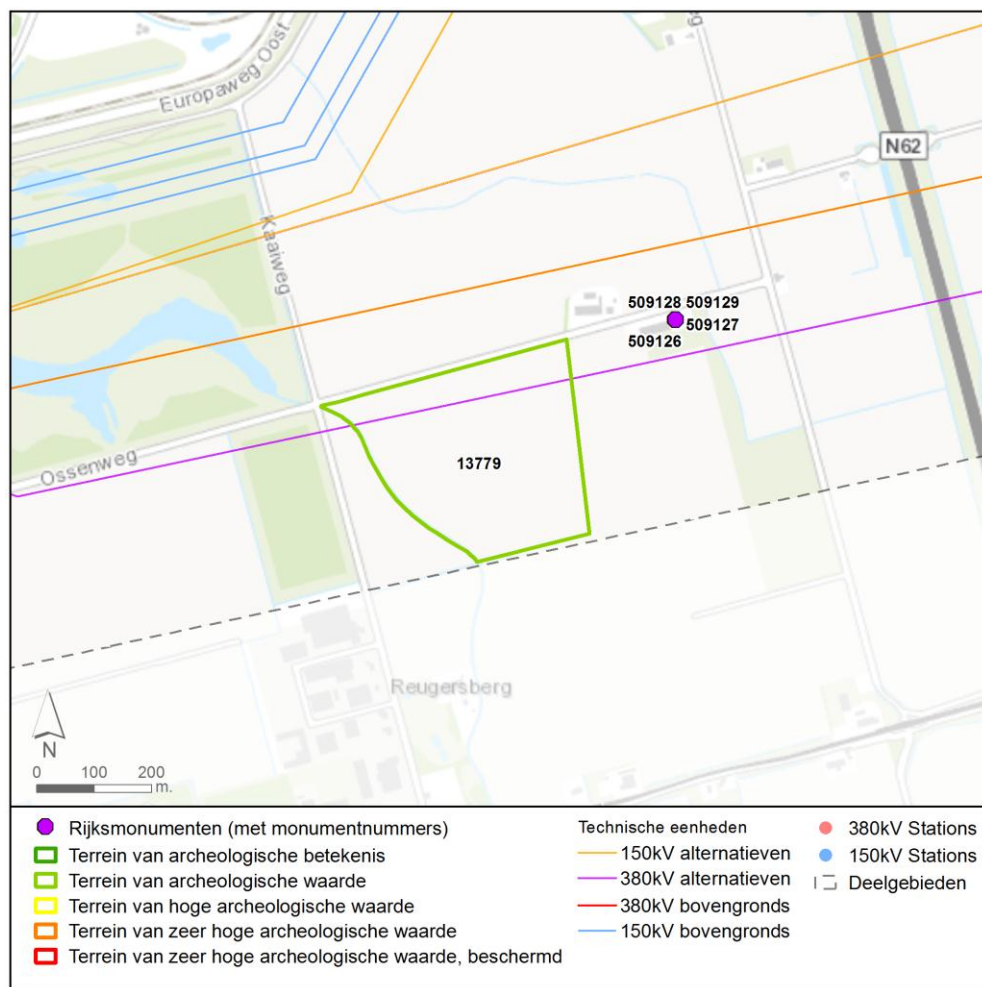 Europaweg Oost
N62
Kaaiweg
509128 509129
509127
509126
Ossenweg
13779
Reugersberg
N
0 100 200
m.
Rijksmonumenten (met monumentnummers)
Terrein van archeologische betekenis
Terrein van archeologische waarde
Terrein van hoge archeologische waarde
Terrein van zeer hoge archeologische waarde
Terrein van zeer hoge archeologische waarde, beschermd
Technische eenheden
150kV alternatieven
380kV alternatieven
380kV bovengronds
150kV bovengronds
380kV Stations
150kV Stations
Deelgebieden